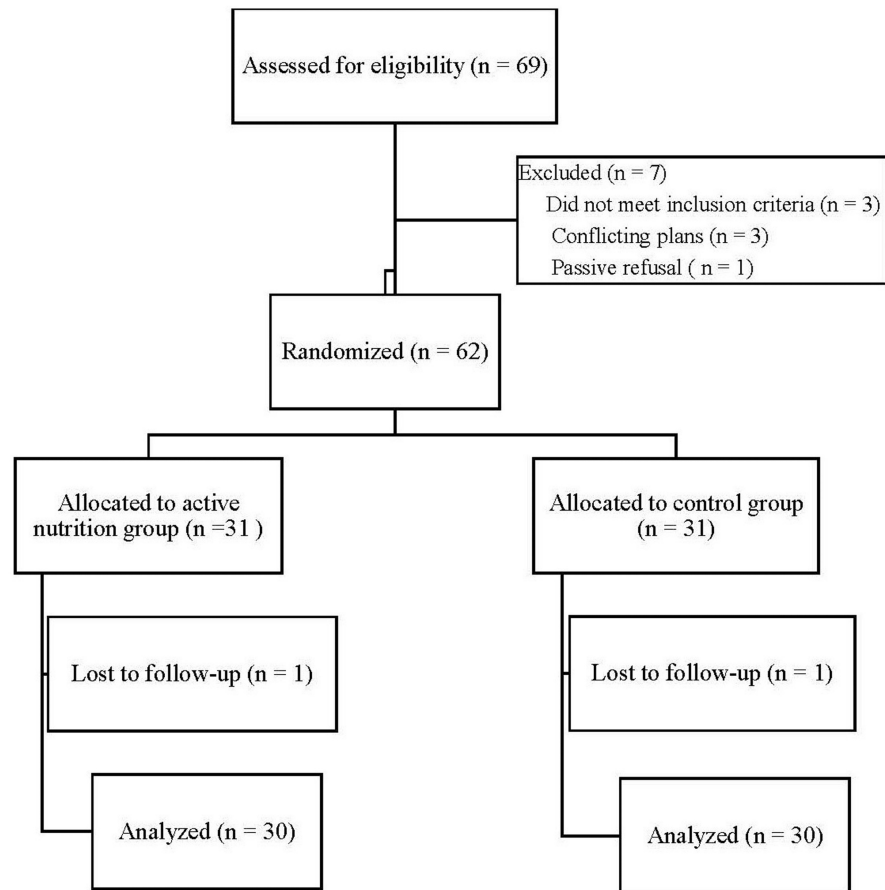 Assessed for eligibility (n = 69)
Excluded (n = 7)
Did not meet inclusion criteria (n = 3)
Conflicting plans (n = 3)
Passive refusal ( n = 1)
Randomized (n = 62)
Allocated to active
nutrition group (n =31 )
Allocated to control group
(n = 31)
Lost to follow-up (n = 1)
Lost to follow-up (n = 1)
Analyzed (n = 30)
Analyzed (n = 30)